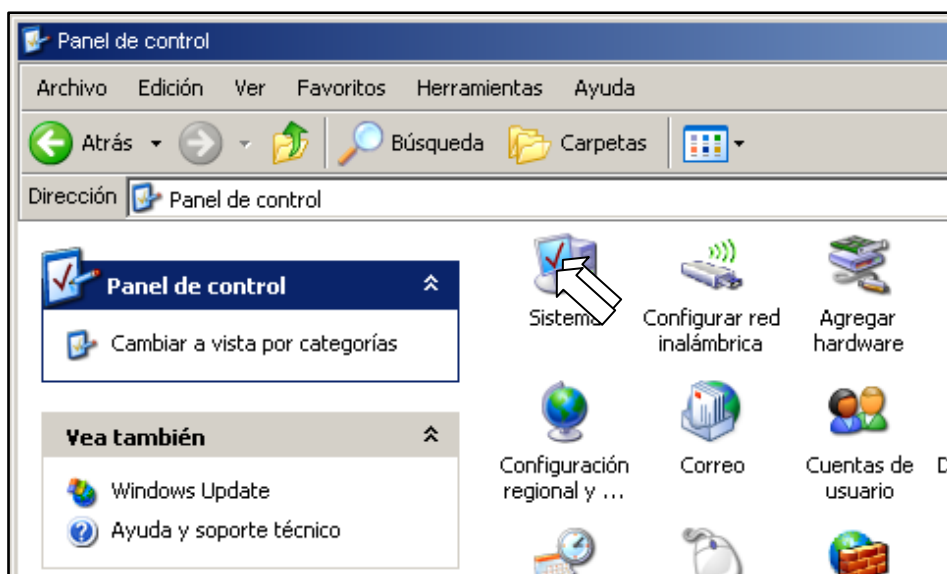 Panel de control
Archivo Edición Ver Favoritos Herramientas Ayuda
Atrás Búsqueda Carpetas
Dirección Panel de control
Panel de control
Cambiar a vista por categorías
Vea también
Windows Update
Ayuda y soporte técnico
Sistema
Configurar red
inalámbrica
Agregar
hardware
Configuración
regional y ...
Correo
Cuentas de
usuario
D